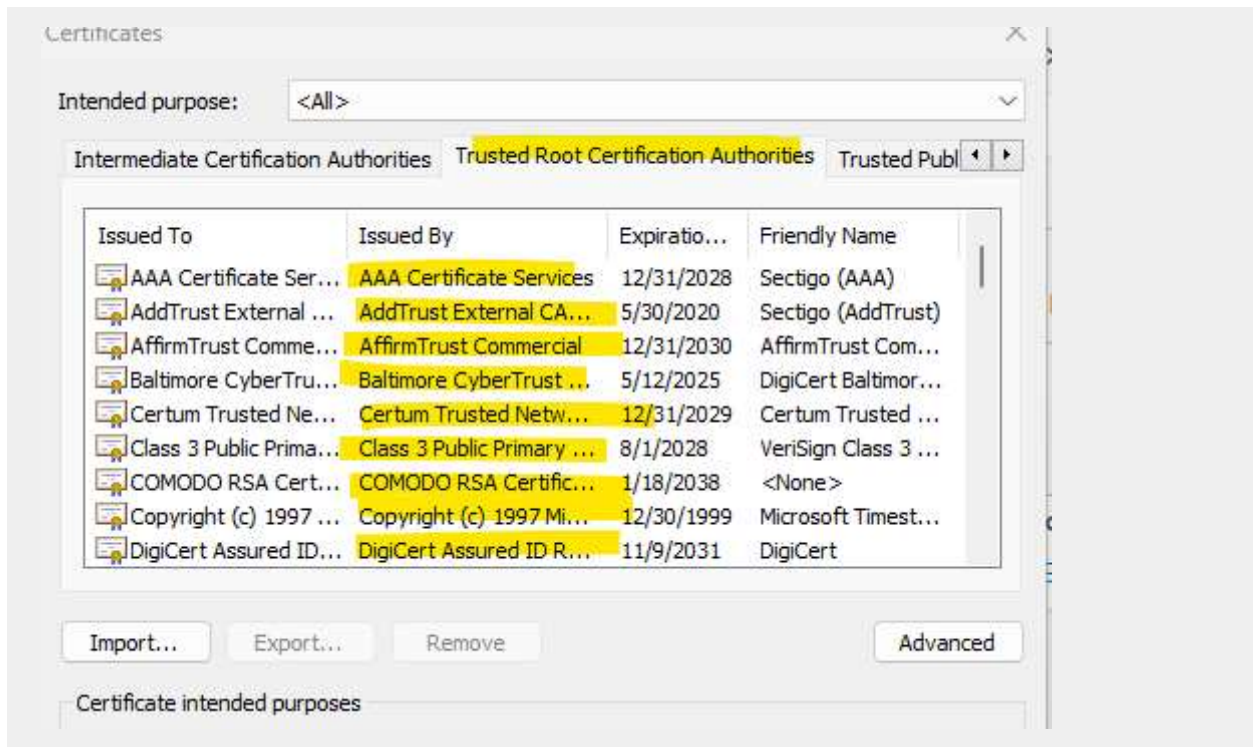 Certificates
Intended purpose: <All>
Intermediate Certification Authorities Trusted Root Certification Authorities Trusted Publ
Issued To Issued By Expiratio... Friendly Name
AAA Certificate Ser... AAA Certificate Services 12/31/2028 Sectigo (AAA)
AddTrust External ... AddTrust External CA... 5/30/2020 Sectigo (AddTrust)
AffirmTrust Comme... AffirmTrust Commercial 12/31/2030 AffirmTrust Com...
Baltimore CyberTru... Baltimore CyberTrust ... 5/12/2025 DigiCert Baltimor...
Certum Trusted Ne... Certum Trusted Netw... 12/31/2029 Certum Trusted ...
Class 3 Public Prima... Class 3 Public Primary ... 8/1/2028 VeriSign Class 3 ...
COMODO RSA Cert... COMODO RSA Certific... 1/18/2038 <None>
Copyright (c) 1997 ... Copyright (c) 1997 Mi... 12/30/1999 Microsoft Timest...
DigiCert Assured ID... DigiCert Assured ID R... 11/9/2031 DigiCert
Import... Export... Remove Advanced
Certificate intended purposes